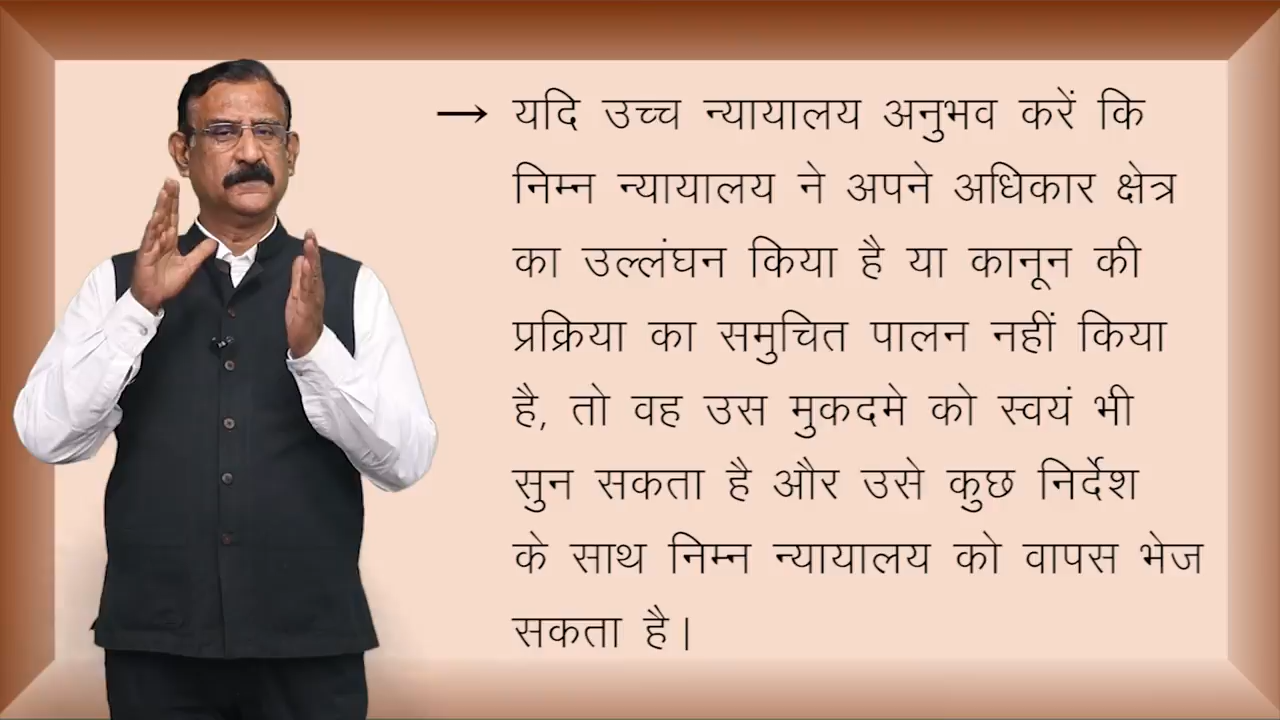 → यदि उच्च न्यायालय अनुभव करें कि
निम्न न्यायालय ने अपने अधिकार क्षेत्र
का उल्लंघन किया है या कानून की
प्रक्रिया का समुचित पालन नहीं किया
है, तो वह उस मुकदमे को स्वयं भी
सुन सकता है और उसे कुछ निर्देश
के साथ निम्न न्यायालय को वापस भेज
सकता है।